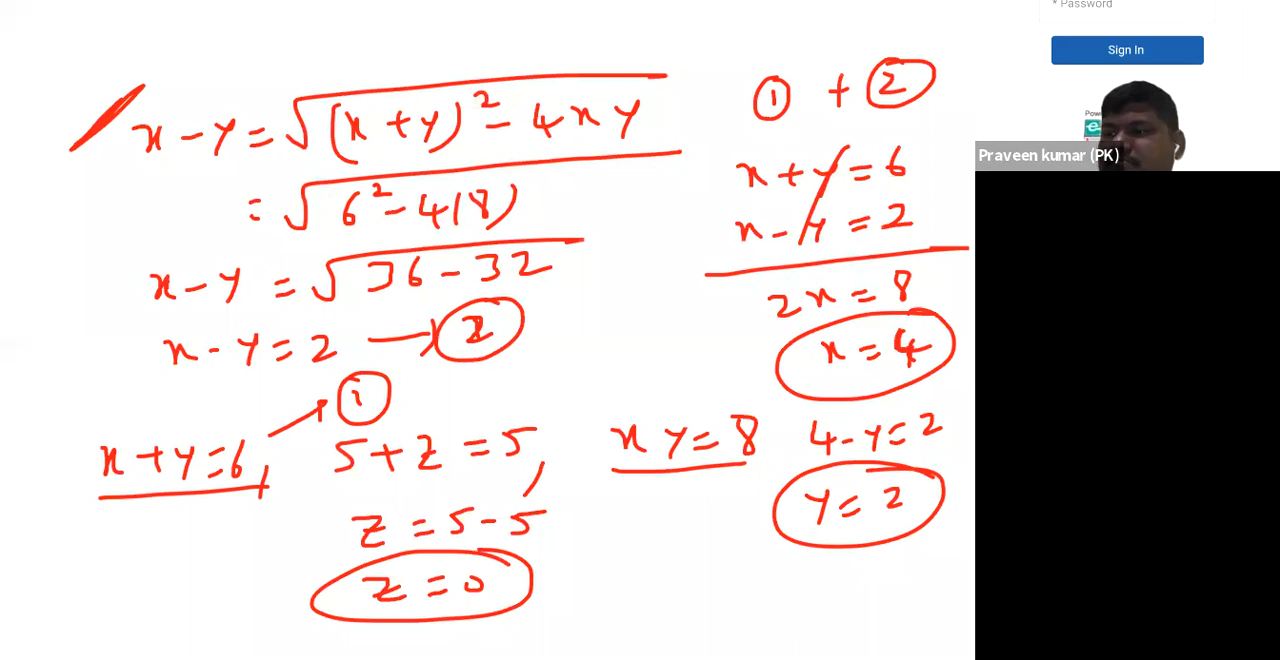 * Password
Sign In
Praveen kumar (PK)
x - y = √(x + y)² - 4xy
= √6² - 4(8)
x - y = √36 - 32
x - y = 2 → ②
x + y = 6, → ①
5 + z = 5,
z = 5 - 5
z = 0
xy = 8
① + ②
x + y = 6
x - y = 2
2x = 8
x = 4
4 - y = 2
y = 2